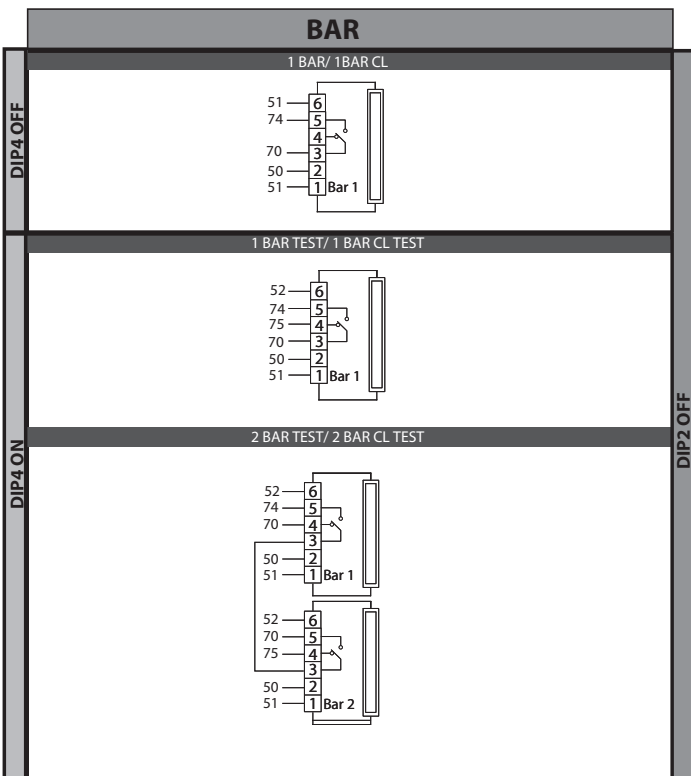 BAR
DIP4 OFF
1 BAR/ 1BAR CL
51 6
74 5
4
70 3
50 2
51 1 Bar 1
DIP4 ON
1 BAR TEST/ 1 BAR CL TEST
52 6
74 5
75 4
70 3
50 2
51 1 Bar 1
2 BAR TEST/ 2 BAR CL TEST
52 6
74 5
70 4
3
50 2
51 1 Bar 1
52 6
70 5
75 4
3
50 2
51 1 Bar 2
DIP2 OFF